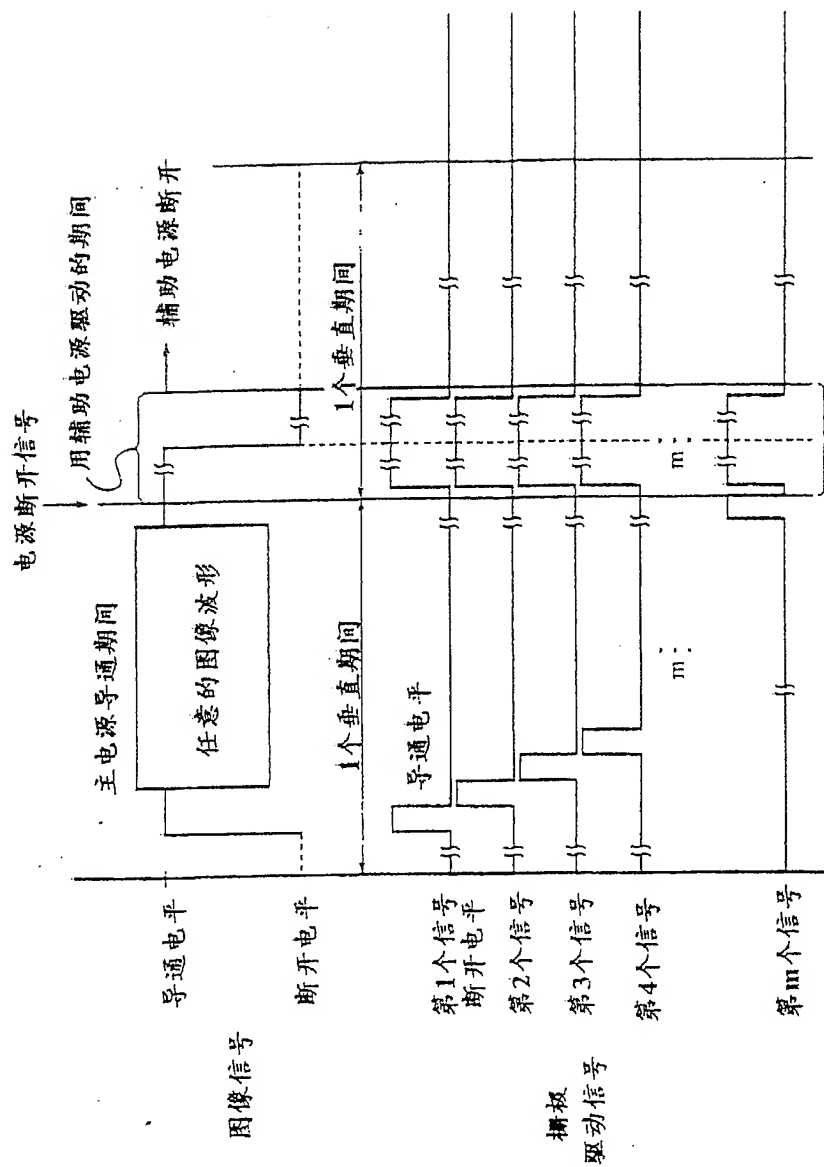 电源断开信号
用辅助电源驱动的期间
辅助电源断开
主电源导通期间
任意的图像波形
图像信号
导通电平
断开电平
1个垂直期间
1个垂直期间
导通电平
栅极
驱动信号
第1个信号
断开电平
第2个信号
第3个信号
第4个信号
m
m
第m个信号